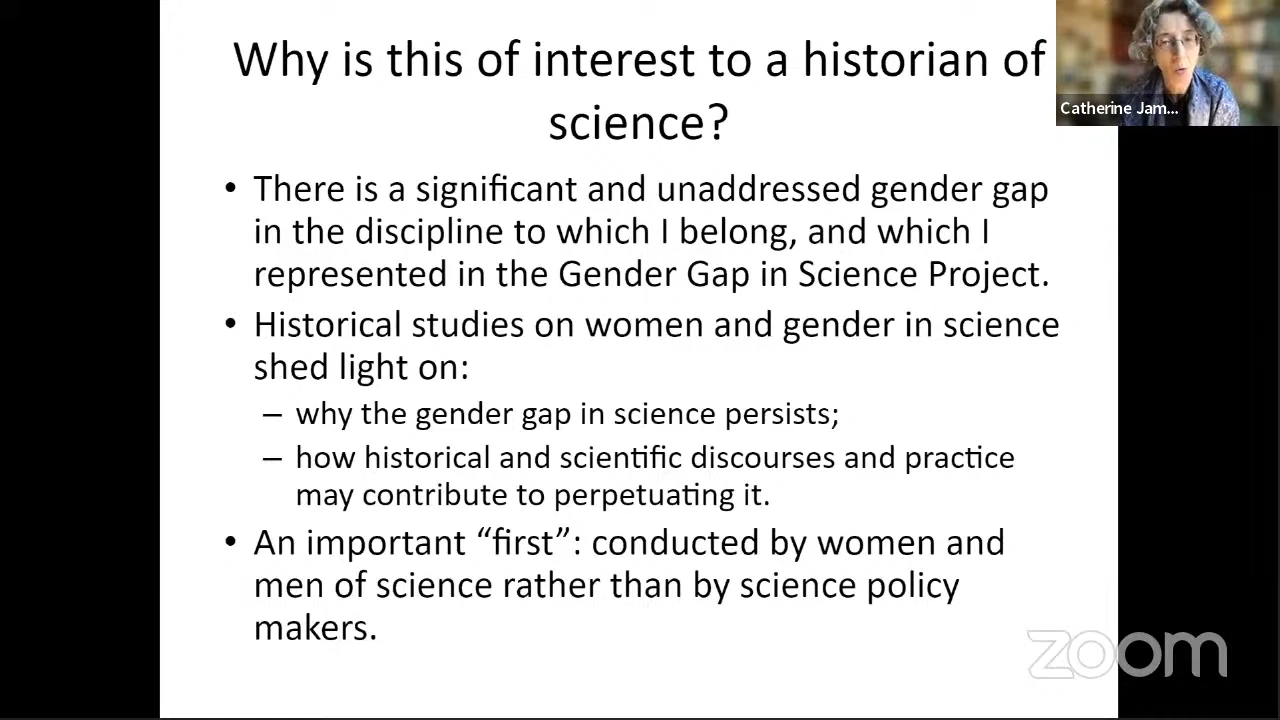 Why is this of interest to a historian of
science?
Catherine Jam...
• There is a significant and unaddressed gender gap
in the discipline to which I belong, and which I
represented in the Gender Gap in Science Project.
• Historical studies on women and gender in science
shed light on:
– why the gender gap in science persists;
– how historical and scientific discourses and practice
may contribute to perpetuating it.
• An important “first”: conducted by women and
men of science rather than by science policy
makers.
zoom